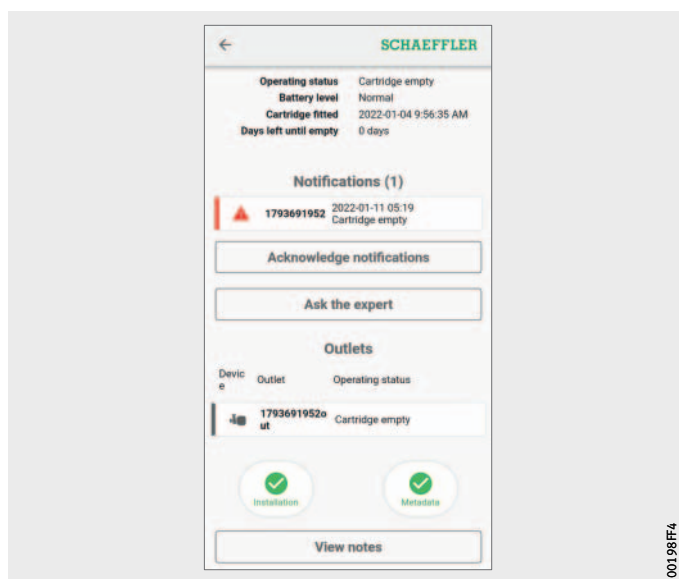 SCHAEFFLER
Operating status Cartridge empty
Battery level Normal
Cartridge fitted 2022-01-04 9:56:35 AM
Days left until empty 0 days
Notifications (1)
1793691952 2022-01-11 05:19
Cartridge empty
Acknowledge notifications
Ask the expert
Outlets
Devic
e Outlet Operating status
1793691952o
ut Cartridge empty
Installation Metadata
View notes
00198FF4